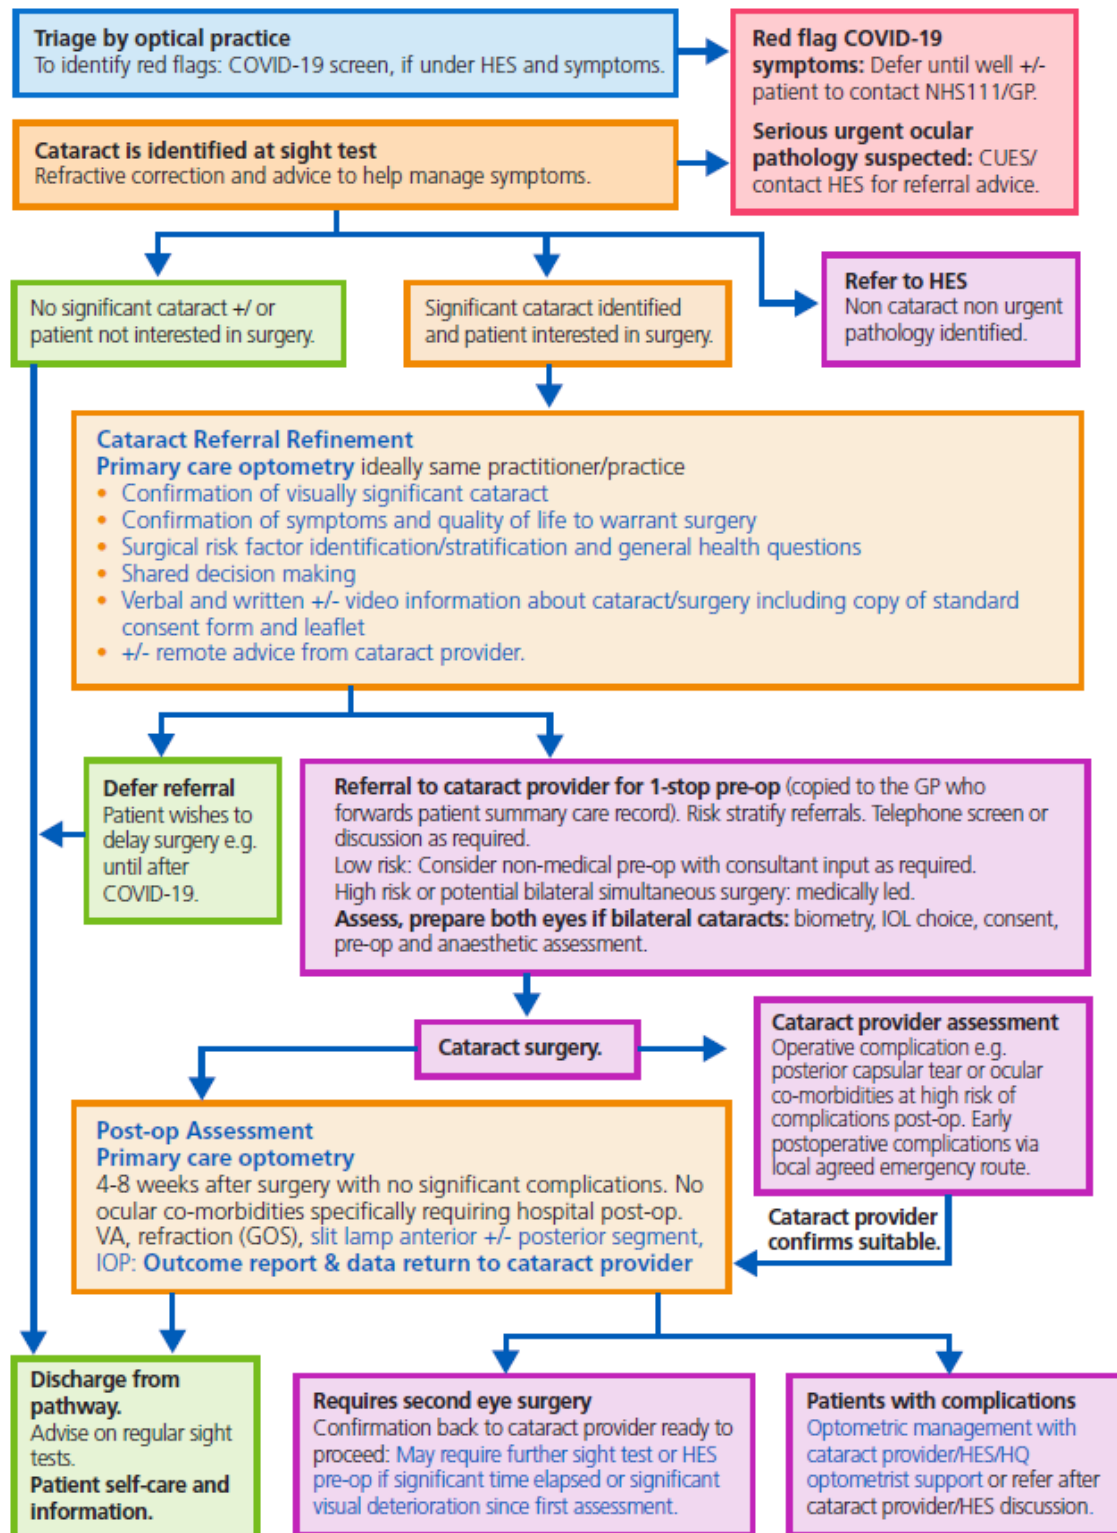 Triage by optical practice
To identify red flags: COVID-19 screen, if under HES and symptoms.
Red flag COVID-19
symptoms: Defer until well +/-
patient to contact NHS111/GP.
Serious urgent ocular
pathology suspected: CUES/
contact HES for referral advice.
Cataract is identified at sight test
Refractive correction and advice to help manage symptoms.
No significant cataract +/ or
patient not interested in surgery.
Significant cataract identified
and patient interested in surgery.
Refer to HES
Non cataract non urgent
pathology identified.
Cataract Referral Refinement
Primary care optometry ideally same practitioner/practice
• Confirmation of visually significant cataract
• Confirmation of symptoms and quality of life to warrant surgery
• Surgical risk factor identification/stratification and general health questions
• Shared decision making
• Verbal and written +/- video information about cataract/surgery including copy of standard
consent form and leaflet
• +/- remote advice from cataract provider.
Defer referral
Patient wishes to
delay surgery e.g.
until after
COVID-19.
Referral to cataract provider for 1-stop pre-op (copied to the GP who
forwards patient summary care record). Risk stratify referrals. Telephone screen or
discussion as required.
Low risk: Consider non-medical pre-op with consultant input as required.
High risk or potential bilateral simultaneous surgery: medically led.
Assess, prepare both eyes if bilateral cataracts: biometry, IOL choice, consent,
pre-op and anaesthetic assessment.
Cataract surgery.
Cataract provider assessment
Operative complication e.g.
posterior capsular tear or ocular
co-morbidities at high risk of
complications post-op. Early
postoperative complications via
local agreed emergency route.
Cataract provider
confirms suitable.
Post-op Assessment
Primary care optometry
4-8 weeks after surgery with no significant complications. No
ocular co-morbidities specifically requiring hospital post-op.
VA, refraction (GOS), slit lamp anterior +/- posterior segment,
IOP: Outcome report & data return to cataract provider
Discharge from
pathway.
Advise on regular sight
tests.
Patient self-care and
information.
Requires second eye surgery
Confirmation back to cataract provider ready to
proceed: May require further sight test or HES
pre-op if significant time elapsed or significant
visual deterioration since first assessment.
Patients with complications
Optometric management with
cataract provider/HES/HQ
optometrist support or refer after
cataract provider/HES discussion.